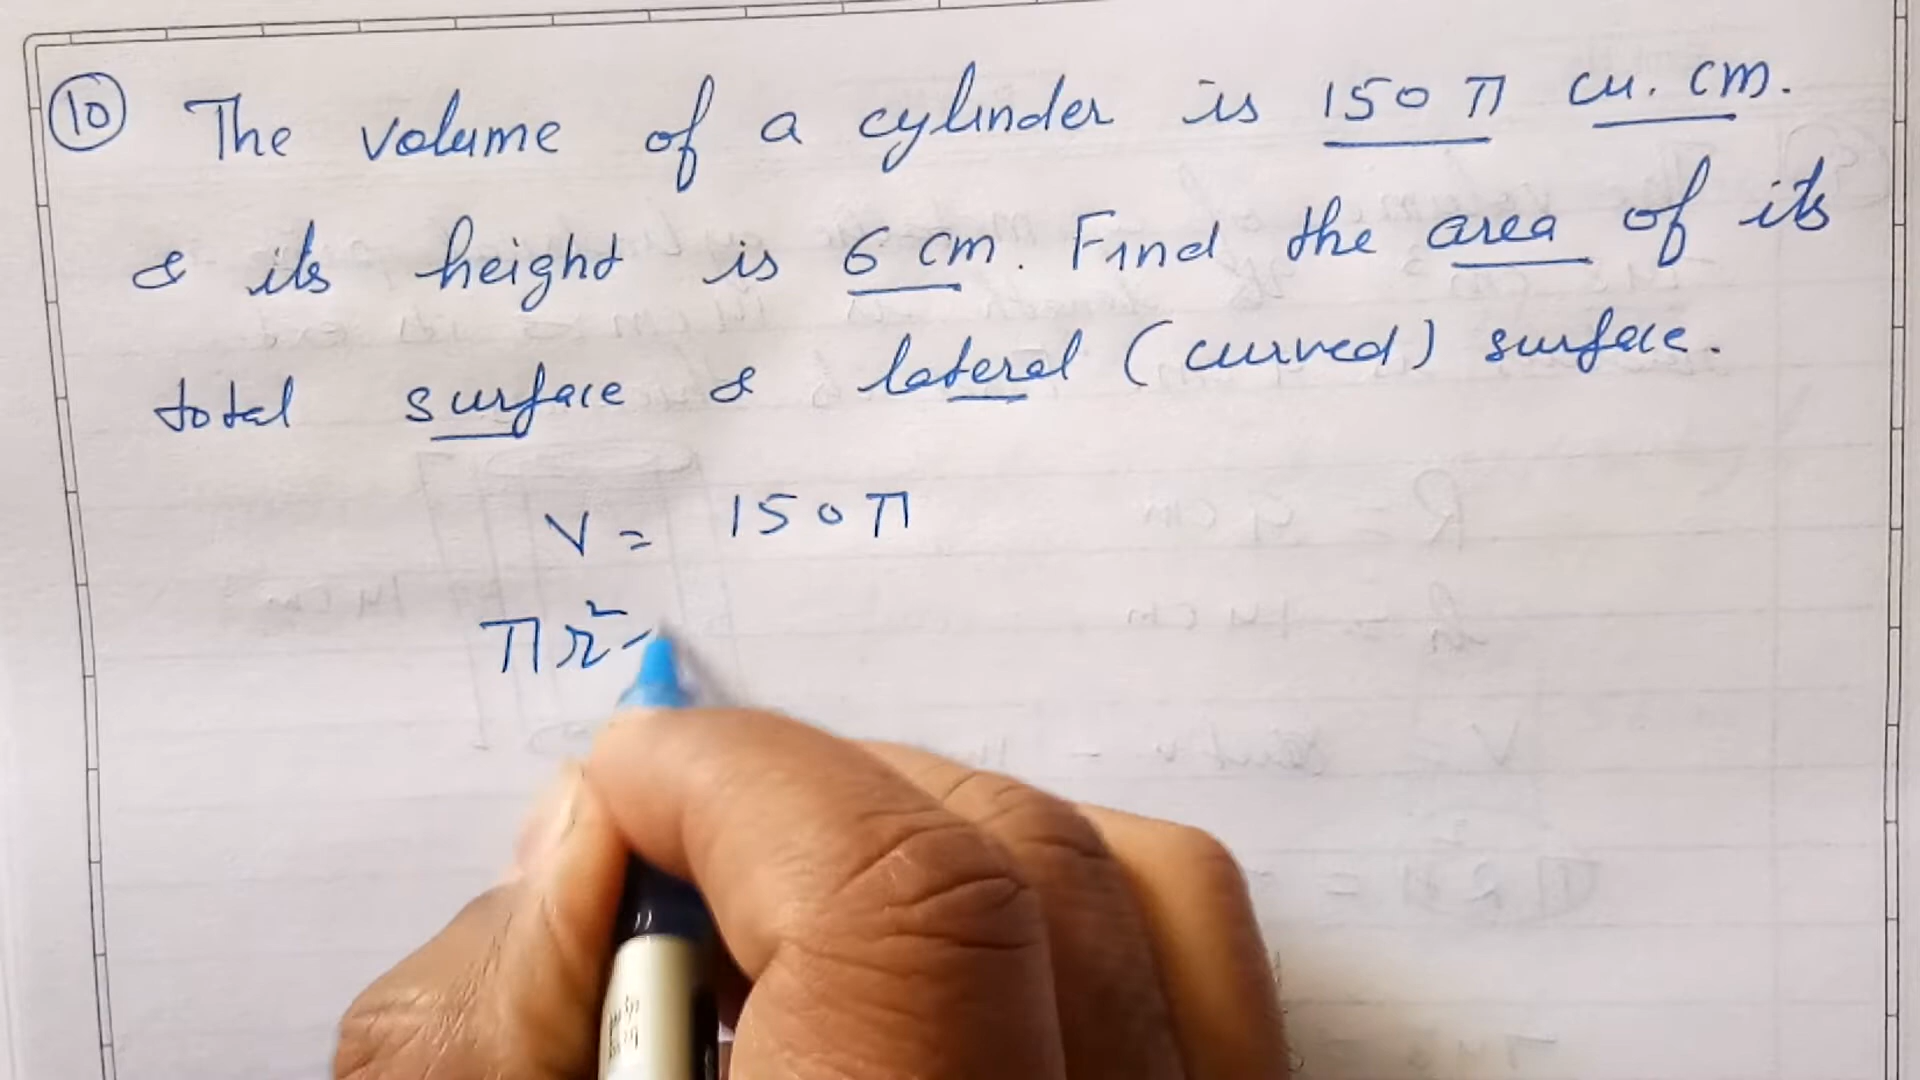 10 The volume of a cylinder is 150 π cu. cm.
& its height is 6 cm. Find the area of its
total surface & lateral (curved) surface.
V = 150 π
π r²